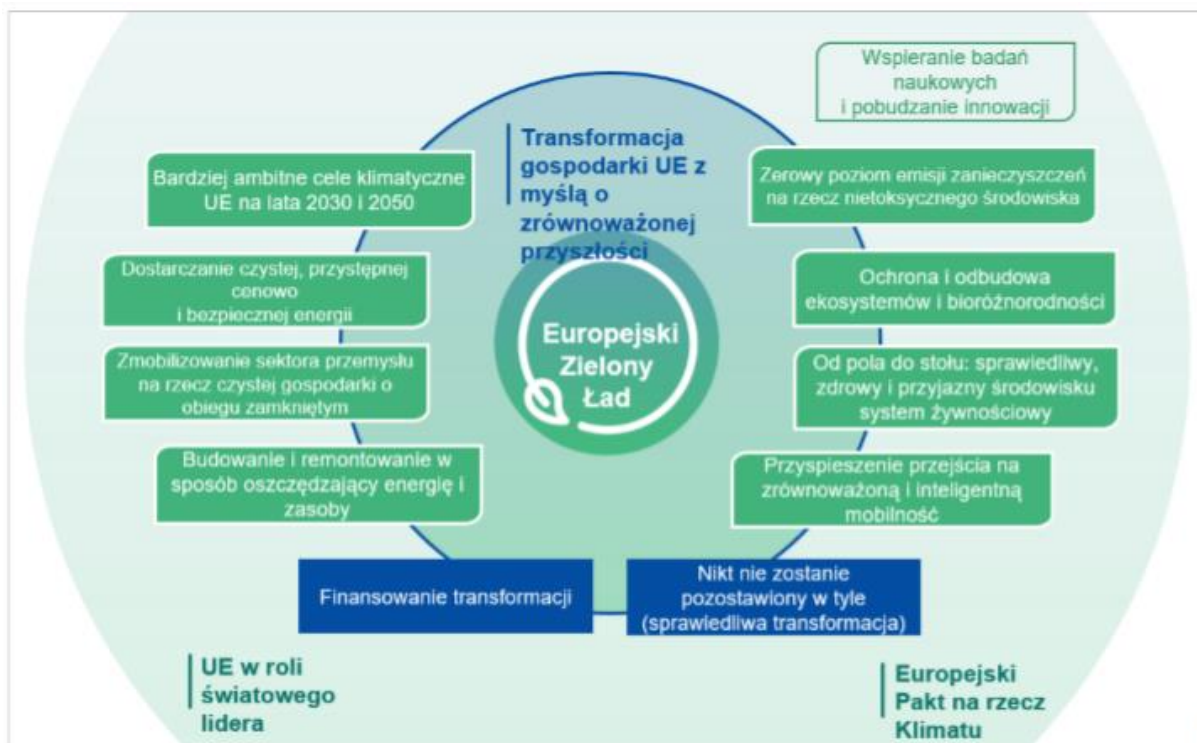 Wspieranie badań
naukowych
i pobudzanie innowacji
Transformacja
gospodarki UE z
myślą o
zrównoważonej
przyszłości
Bardziej ambitne cele klimatyczne
UE na lata 2030 i 2050
Zerowy poziom emisji zanieczyszczeń
na rzecz nietoksycznego środowiska
Dostarczanie czystej, przystępnej
cenowo
i bezpiecznej energii
Ochrona i odbudowa
ekosystemów i bioróżnorodności
Europejski
Zielony
Ład
Zmobilizowanie sektora przemysłu
na rzecz czystej gospodarki o
obiegu zamkniętym
Od pola do stołu: sprawiedliwy,
zdrowy i przyjazny środowisku
system żywnościowy
Budowanie i remontowanie w
sposób oszczędzający energię i
zasoby
Przyspieszenie przejścia na
zrównoważoną i inteligentną
mobilność
Finansowanie transformacji
Nikt nie zostanie
pozostawiony w tyle
(sprawiedliwa transformacja)
UE w roli
światowego
lidera
Europejski
Pakt na rzecz
Klimatu